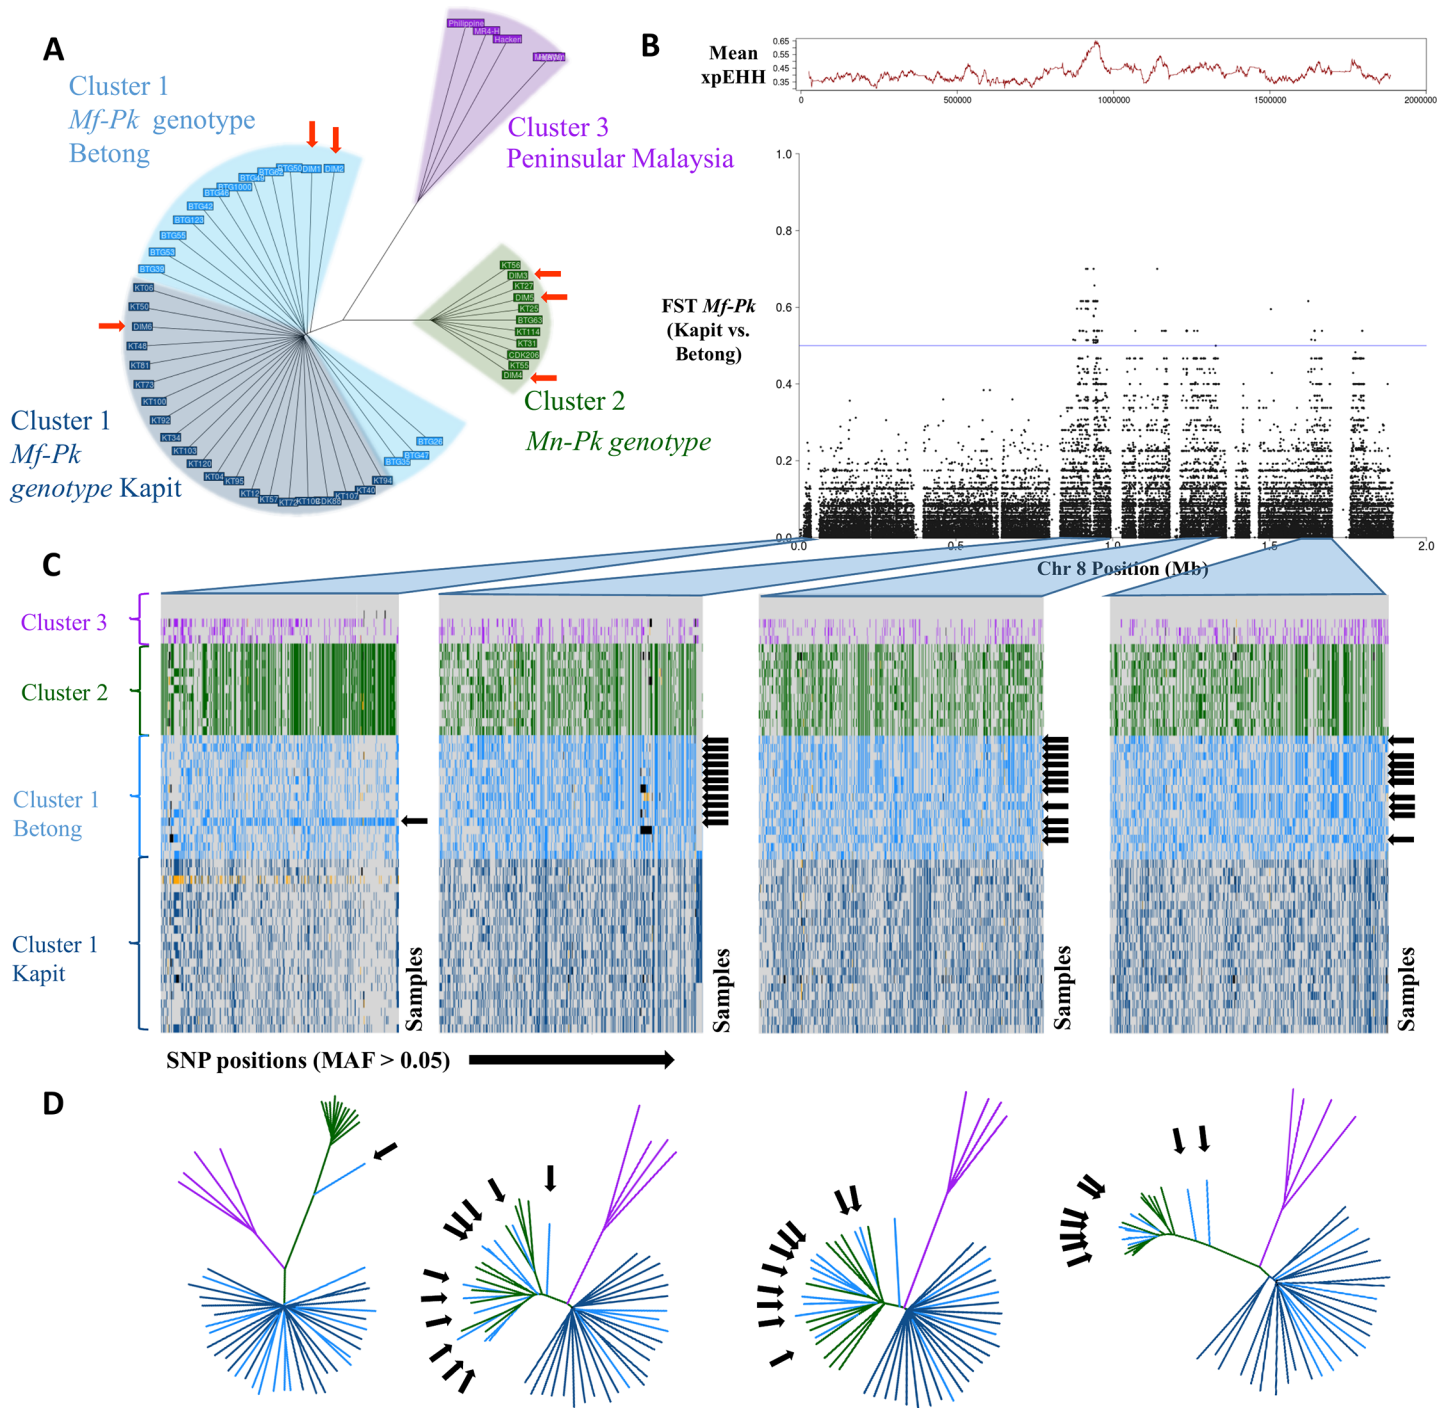 A
Philippine
MR4-H
Hackeri
Cluster 3
Peninsular Malaysia
Cluster 1
Mf-Pk genotype
Betong
BTG50
DIM1
DIM2
BTG62
BTG49
BTG1000
BTG48
BTG42
BTG123
BTG55
BTG53
BTG39
KT06
KT50
DIM6
KT48
KT81
KT73
KT100
KT92
KT34
KT103
KT120
KT04
KT95
KT12
KT57
KT107
KT40
KT94
BTG35
BTG47
BTG26
KT56
DIM3
KT27
DIM5
KT25
BTG63
KT114
KT31
CDK206
KT55
DIM4
Cluster 2
Mn-Pk genotype
Cluster 1
Mf-Pk
genotype Kapit
B
Mean
xpEHH
0.65
0.55
0.45
0.35
0
500000
1000000
1500000
2000000
FST Mf-Pk
(Kapit vs.
Betong)
1.0
0.8
0.6
0.4
0.2
0.0
0.0
0.5
1.0
1.5
2.0
Chr 8 Position (Mb)
C
Cluster 3
Cluster 2
Cluster 1
Betong
Cluster 1
Kapit
Samples
Samples
Samples
Samples
SNP positions (MAF > 0.05)
D